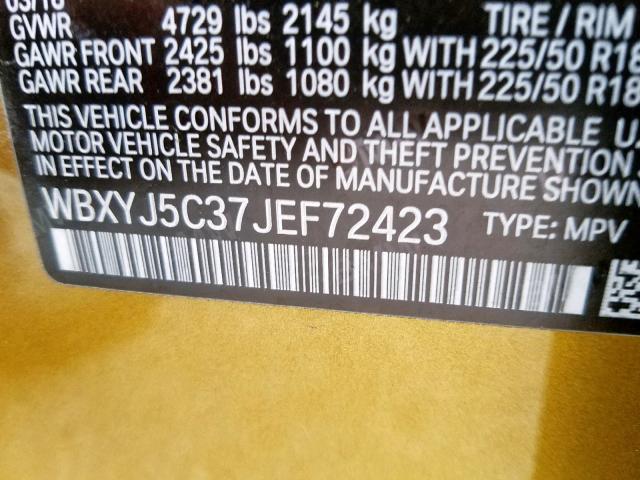 03/18
GVWR 4729 lbs 2145 kg TIRE / RIM
GAWR FRONT 2425 lbs 1100 kg WITH 225/50 R18
GAWR REAR 2381 lbs 1080 kg WITH 225/50 R18
THIS VEHICLE CONFORMS TO ALL APPLICABLE U.
MOTOR VEHICLE SAFETY AND THEFT PREVENTION
IN EFFECT ON THE DATE OF MANUFACTURE SHOWN
WBXYJ5C37JEF72423 TYPE: MPV